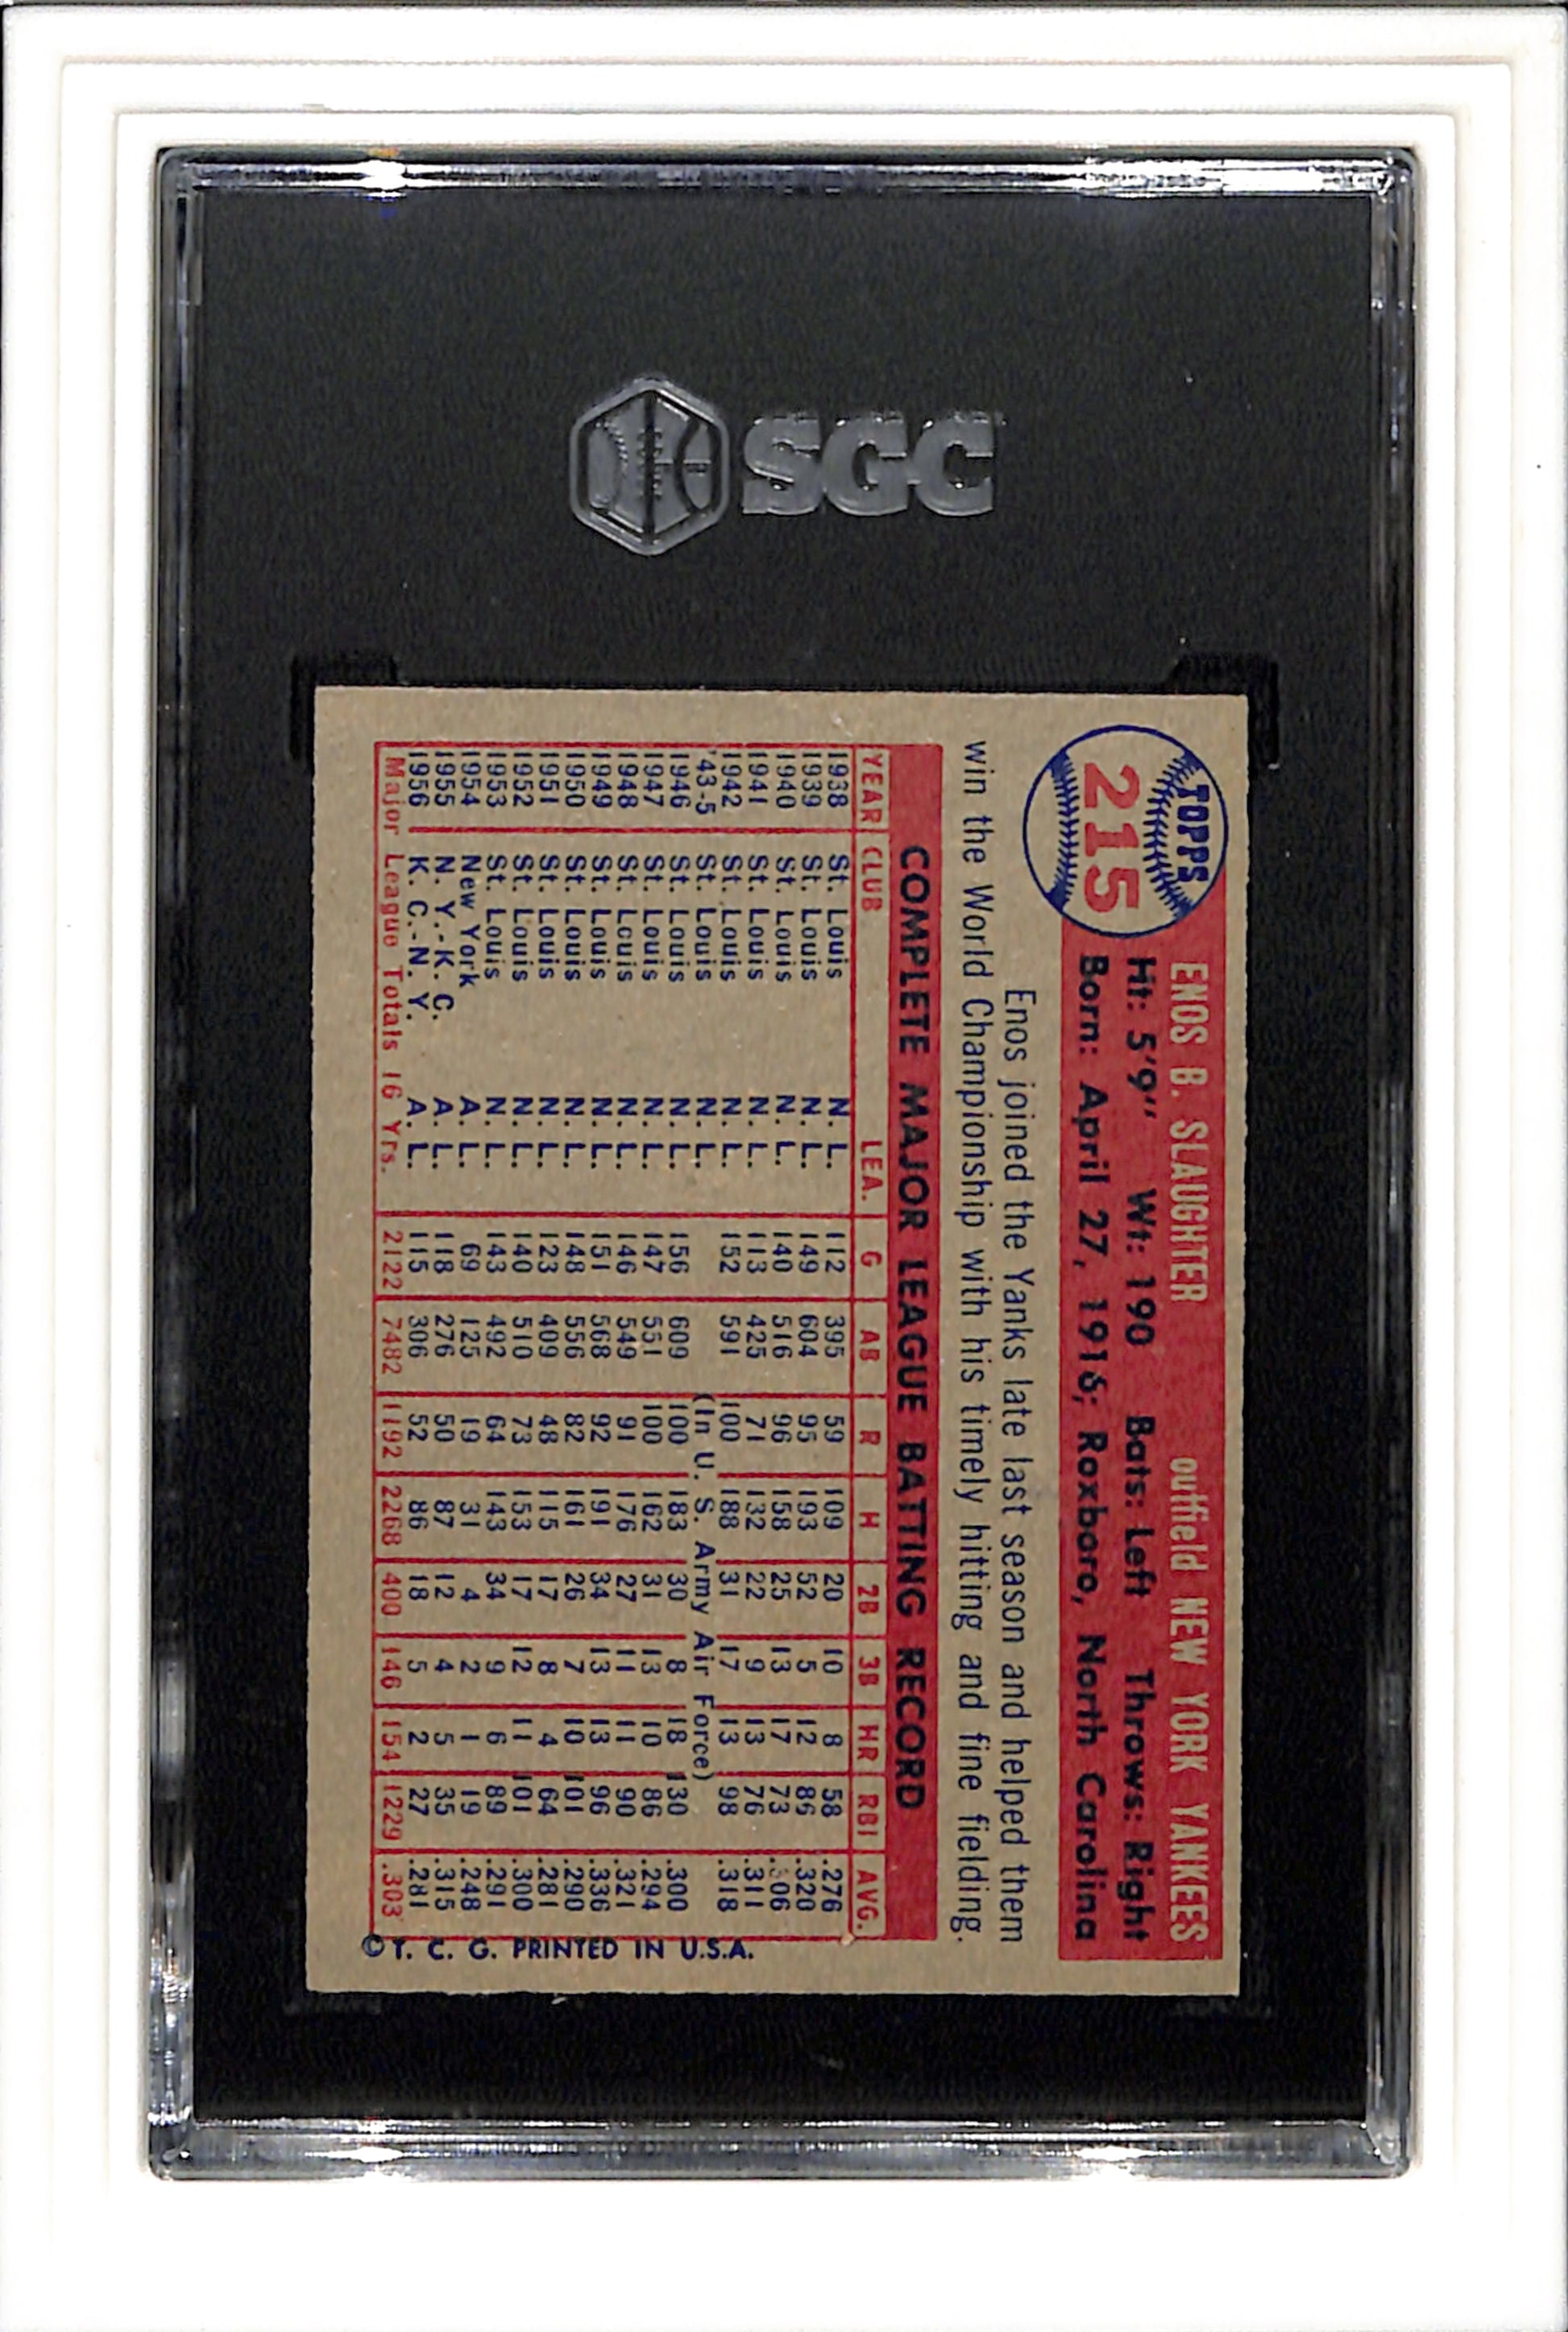 SGC
TOPPS
215
ENOS B. SLAUGHTER outfield NEW YORK YANKEES
Ht: 5'9" Wt: 190 Bats: Left Throws: Right
Born: April 27, 1916; Roxboro, North Carolina
Enos joined the Yanks late last season and helped them
win the World Championship with his timely hitting and fine fielding.
COMPLETE MAJOR LEAGUE BATTING RECORD
YEAR CLUB LEA. G AB R H 2B 3B HR RBI AVG.
1938 St. Louis N. L. 112 395 59 109 20 10 8 58 .276
1939 St. Louis N. L. 149 604 95 193 52 5 12 86 .320
1940 St. Louis N. L. 140 516 96 158 25 13 17 73 .306
1941 St. Louis N. L. 113 425 71 132 22 9 13 76 .311
1942 St. Louis N. L. 152 591 100 188 31 17 13 98 .318
'43-5 St. Louis N. L. (In U. S. Army Air Force)
1946 St. Louis N. L. 156 609 100 183 30 8 18 130 .300
1947 St. Louis N. L. 147 551 100 162 31 13 10 86 .294
1948 St. Louis N. L. 146 549 91 176 27 11 11 90 .321
1949 St. Louis N. L. 151 568 92 191 34 13 13 96 .336
1950 St. Louis N. L. 148 556 82 161 26 7 10 101 .290
1951 St. Louis N. L. 123 409 48 115 17 8 4 64 .281
1952 St. Louis N. L. 140 510 73 153 17 12 11 101 .300
1953 St. Louis N. L. 143 492 64 143 34 9 6 89 .291
1954 New York A. L. 69 125 19 31 4 2 1 19 .248
1955 N. Y.-K. C. A. L. 118 276 50 87 12 4 5 35 .315
1956 K. C.-N. Y. A. L. 115 306 52 86 18 5 2 27 .281
Major League Totals 16 Yrs. 2122 7482 1192 2268 400 146 154 1229 .303
© T. C. G. PRINTED IN U.S.A.